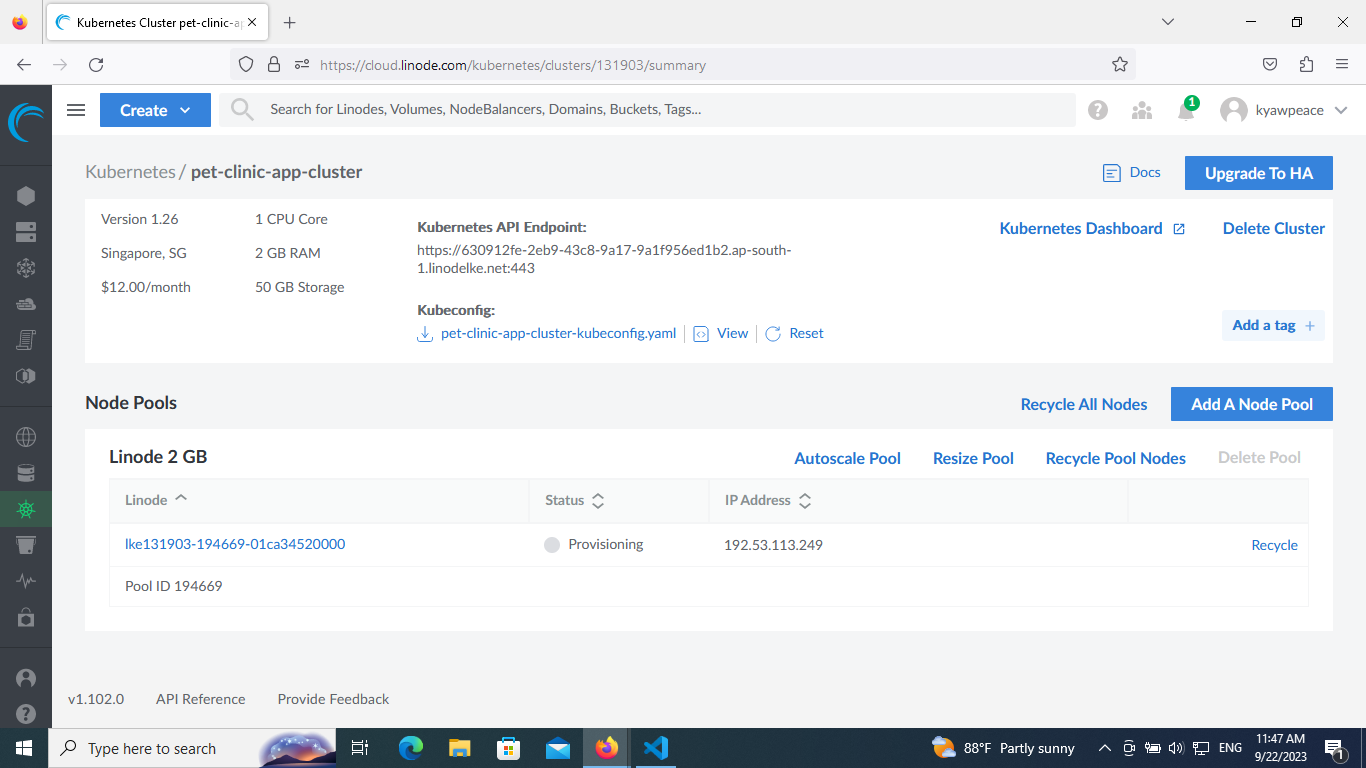 Kubernetes Cluster pet-clinic-ap
https://cloud.linode.com/kubernetes/clusters/131903/summary
Create
Search for Linodes, Volumes, NodeBalancers, Domains, Buckets, Tags...
1
kyawpeace
Kubernetes / pet-clinic-app-cluster
Docs
Upgrade To HA
Version 1.26
1 CPU Core
Singapore, SG
2 GB RAM
$12.00/month
50 GB Storage
Kubernetes API Endpoint:
https://630912fe-2eb9-43c8-9a17-9a1f956ed1b2.ap-south-
1.linodelke.net:443
Kubeconfig:
pet-clinic-app-cluster-kubeconfig.yaml
View
Reset
Kubernetes Dashboard
Delete Cluster
Add a tag +
Node Pools
Recycle All Nodes
Add A Node Pool
Linode 2 GB
Autoscale Pool
Resize Pool
Recycle Pool Nodes
Delete Pool
Linode
Status
IP Address
lke131903-194669-01ca34520000
Provisioning
192.53.113.249
Recycle
Pool ID 194669
v1.102.0
API Reference
Provide Feedback
Type here to search
88°F Partly sunny
ENG
11:47 AM
9/22/2023
1